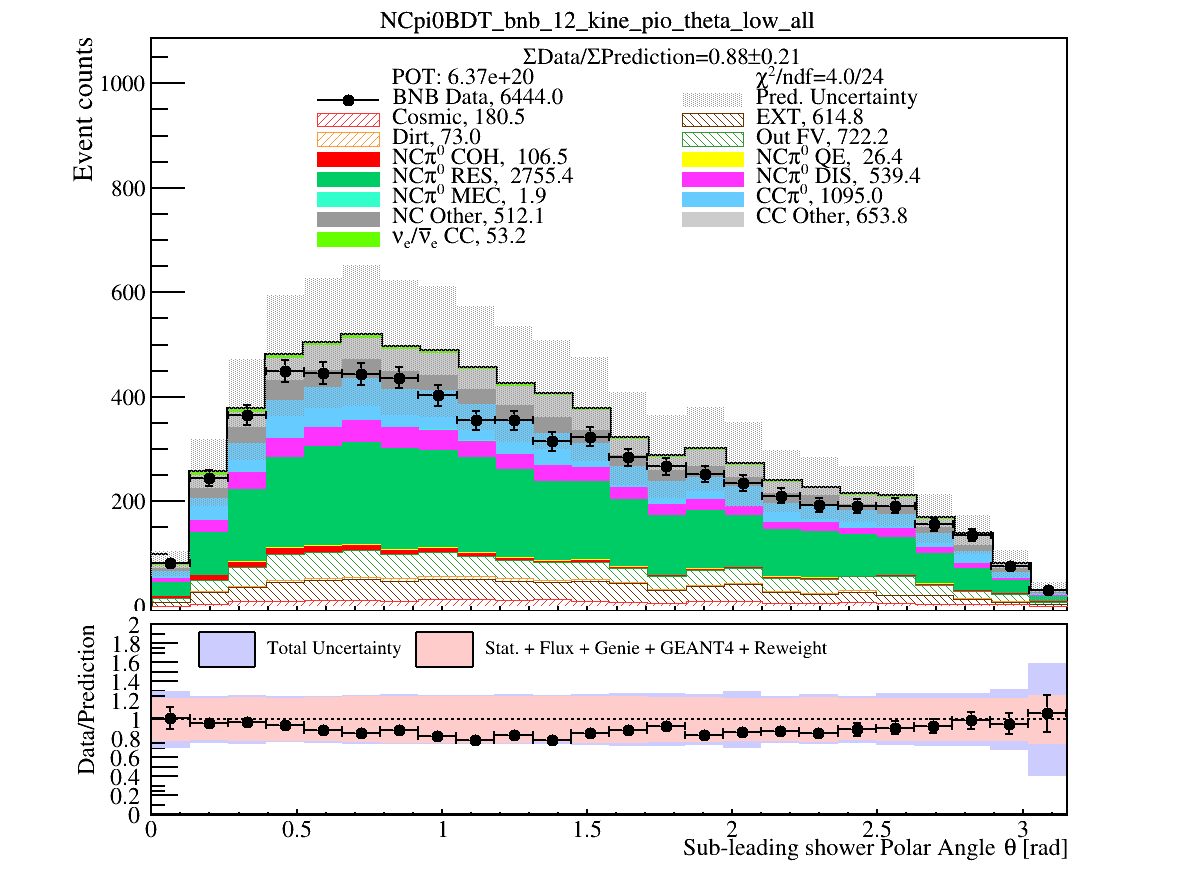 NCpi0BDT_bnb_12_kine_pio_theta_low_all
ΣData/ΣPrediction=0.88±0.21
POT: 6.37e+20
χ²/ndf=4.0/24
BNB Data, 6444.0
Pred. Uncertainty
Cosmic, 180.5
EXT, 614.8
Dirt, 73.0
Out FV, 722.2
NCπ⁰ COH, 106.5
NCπ⁰ QE, 26.4
NCπ⁰ RES, 2755.4
NCπ⁰ DIS, 539.4
NCπ⁰ MEC, 1.9
CCπ⁰, 1095.0
NC Other, 512.1
CC Other, 653.8
νₑ/ν̅ₑ CC, 53.2
Event counts
1000
800
600
400
200
0
Total Uncertainty
Stat. + Flux + Genie + GEANT4 + Reweight
Data/Prediction
2
1.8
1.6
1.4
1.2
1
0.8
0.6
0.4
0.2
0
0 0.5 1 1.5 2 2.5 3
Sub-leading shower Polar Angle θ [rad]